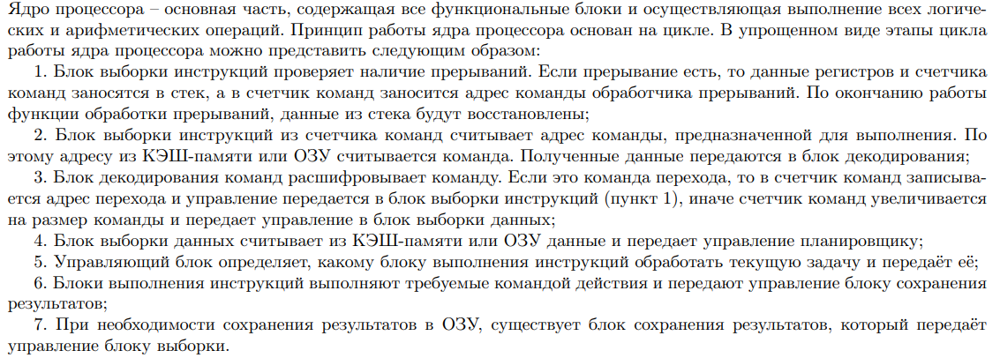 Ядро процессора – основная часть, содержащая все функциональные блоки и осуществляющая выполнение всех логиче-
ских и арифметических операций. Принцип работы ядра процессора основан на цикле. В упрощенном виде этапы цикла
работы ядра процессора можно представить следующим образом:
1. Блок выборки инструкций проверяет наличие прерываний. Если прерывание есть, то данные регистров и счетчика
команд заносятся в стек, а в счетчик команд заносится адрес команды обработчика прерываний. По окончанию работы
функции обработки прерываний, данные из стека будут восстановлены;
2. Блок выборки инструкций из счетчика команд считывает адрес команды, предназначенной для выполнения. По
этому адресу из КЭШ-памяти или ОЗУ считывается команда. Полученные данные передаются в блок декодирования;
3. Блок декодирования команд расшифровывает команду. Если это команда перехода, то в счетчик команд записыва-
ется адрес перехода и управление передается в блок выборки инструкций (пункт 1), иначе счетчик команд увеличивается
на размер команды и передает управление в блок выборки данных;
4. Блок выборки данных считывает из КЭШ-памяти или ОЗУ данные и передает управление планировщику;
5. Управляющий блок определяет, какому блоку выполнения инструкций обработать текущую задачу и передаёт её;
6. Блоки выполнения инструкций выполняют требуемые командой действия и передают управление блоку сохранения
результатов;
7. При необходимости сохранения результатов в ОЗУ, существует блок сохранения результатов, который передаёт
управление блоку выборки.